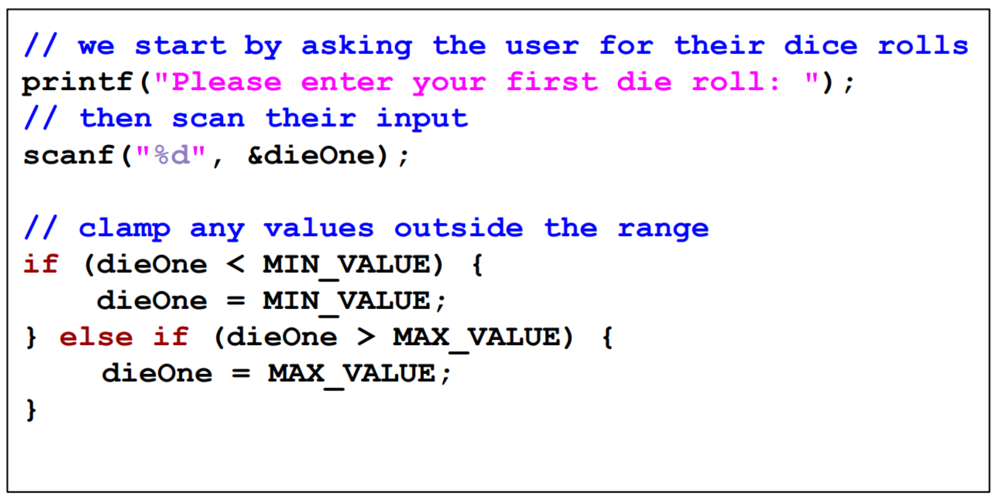 // we start by asking the user for their dice rolls
printf("Please enter your first die roll: ");
// then scan their input
scanf("%d", &dieOne);
// clamp any values outside the range
if (dieOne < MIN_VALUE) {
    dieOne = MIN_VALUE;
} else if (dieOne > MAX_VALUE) {
    dieOne = MAX_VALUE;
}